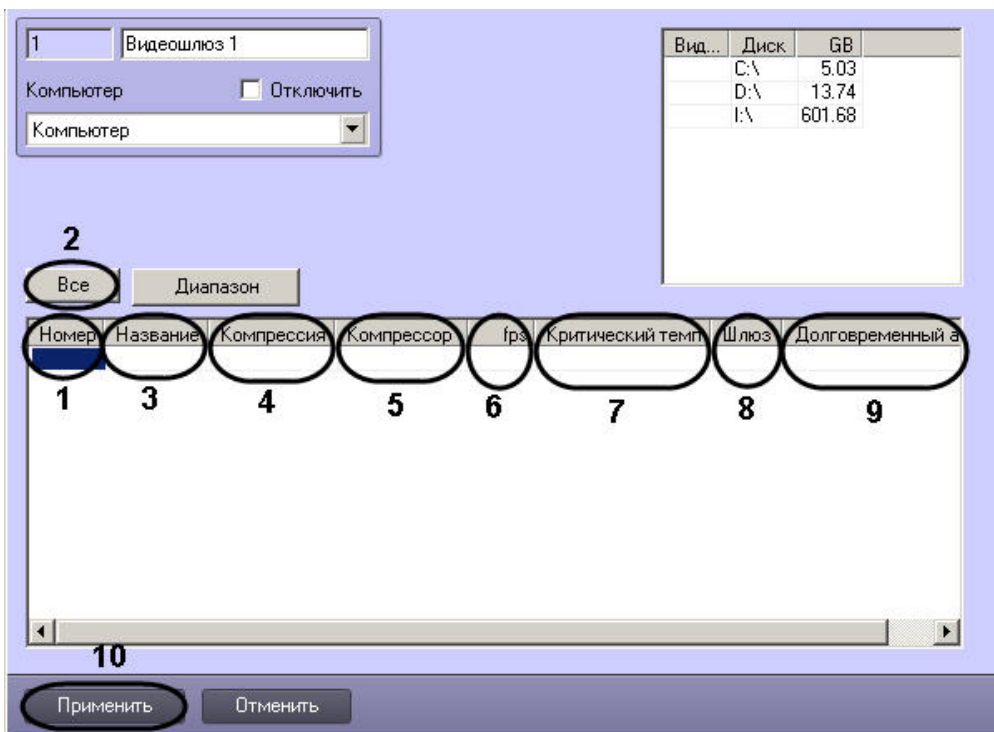 1 Видеошлюз 1
Компьютер Отключить
Компьютер
Вид... Диск GB
C:\ 5.03
D:\ 13.74
I:\ 601.68
2
Все Диапазон
Номер Название Компрессия Компрессор fps Критический темп Шлюз Долговременный а
1 3 4 5 6 7 8 9
10
Применить Отменить